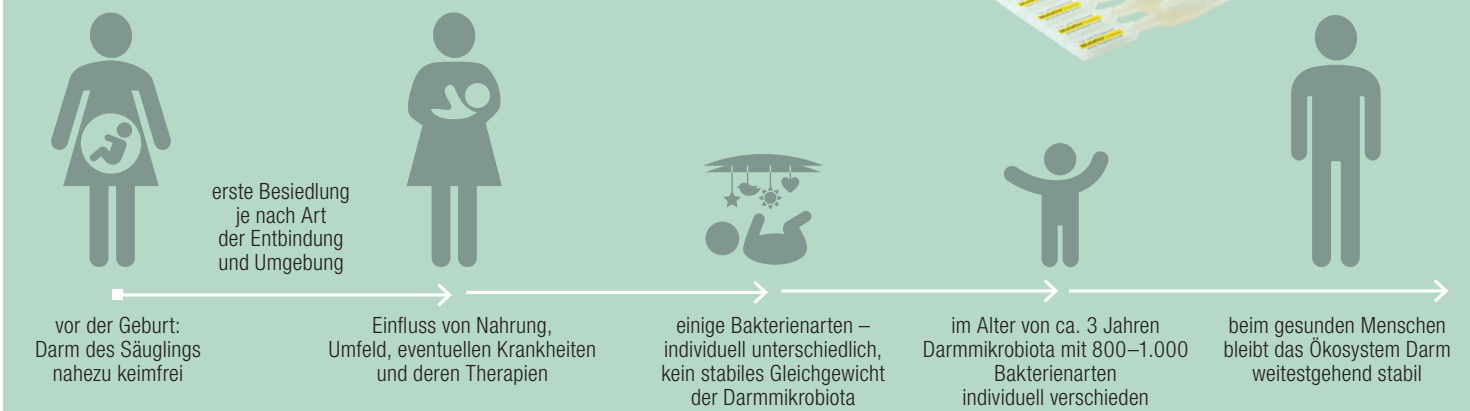 erste Besiedlung
je nach Art
der Entbindung
und Umgebung
vor der Geburt:
Darm des Säuglings
nahezu keimfrei
Einfluss von Nahrung,
Umfeld, eventuellen Krankheiten
und deren Therapien
einige Bakterienarten –
individuell unterschiedlich,
kein stabiles Gleichgewicht
der Darmmikrobiota
im Alter von ca. 3 Jahren
Darmmikrobiota mit 800–1.000
Bakterienarten
individuell verschieden
beim gesunden Menschen
bleibt das Ökosystem Darm
weitestgehend stabil